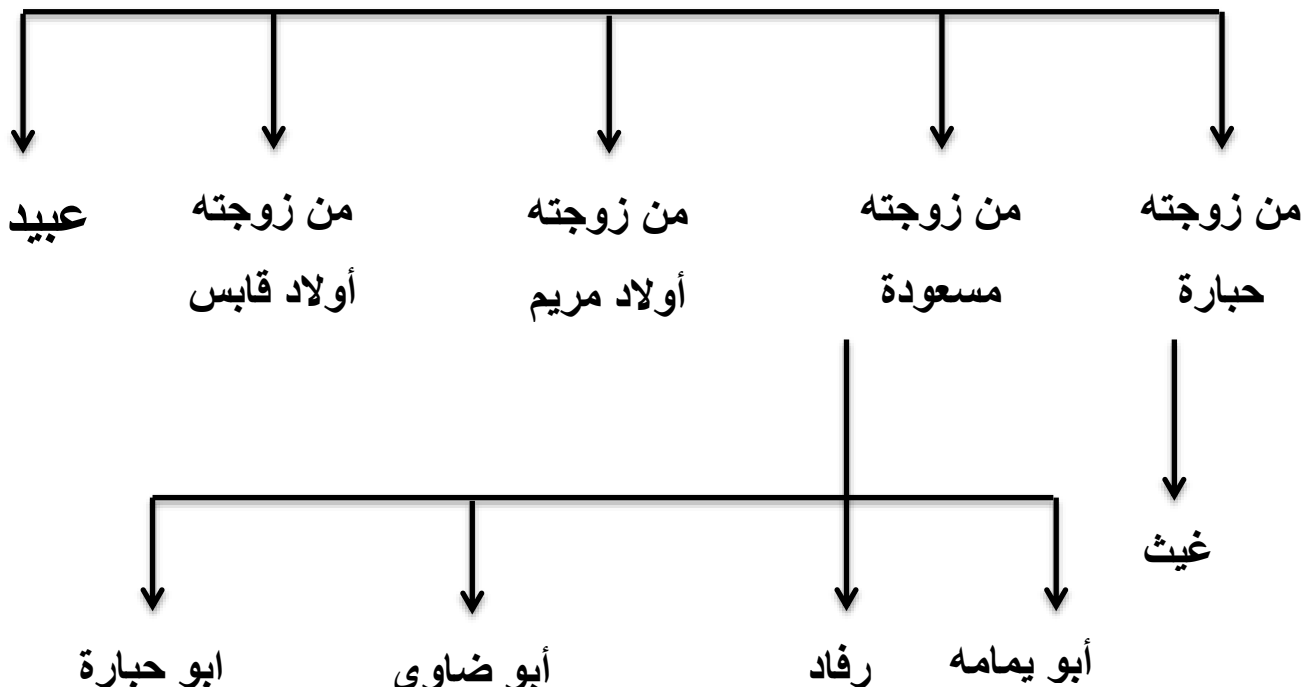 من زوجته
حبارة
من زوجته
مسعودة
من زوجته
أولاد مريم
من زوجته
أولاد قابس
عبيد
غيث
أبو يمامه
رفاد
أبو ضاوي
ابو حبارة